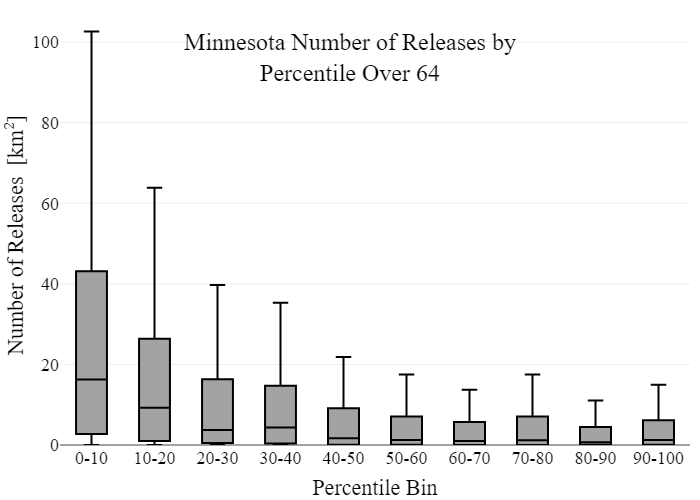 Minnesota Number of Releases by
Percentile Over 64
Number of Releases [km²]
100
80
60
40
20
0
0-10 10-20 20-30 30-40 40-50 50-60 60-70 70-80 80-90 90-100
Percentile Bin